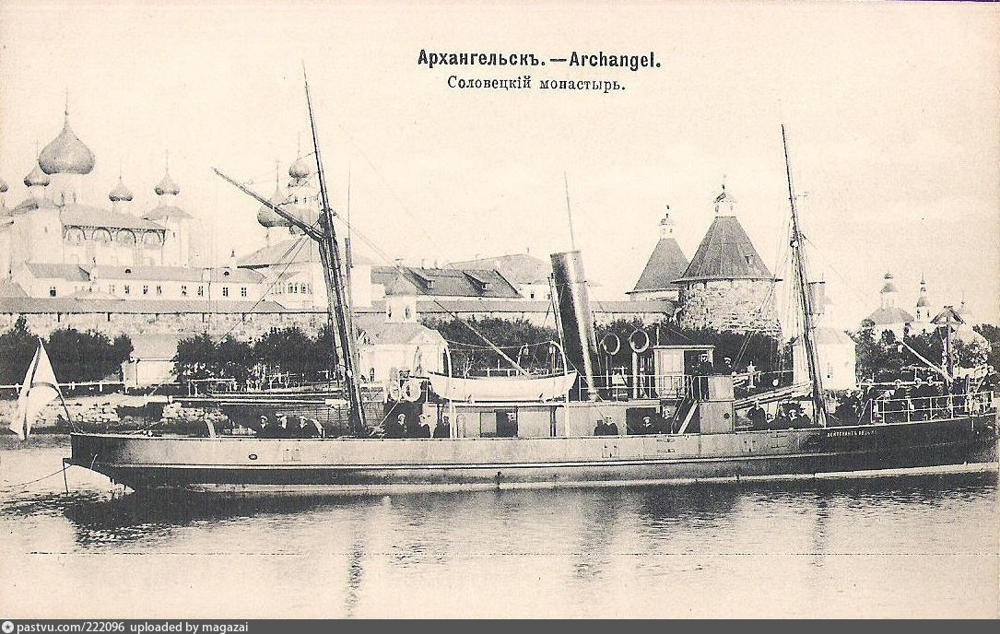 Архангельскъ. — Archangel.
Соловецкій монастырь.
pastvu.com/222096 uploaded by magazai